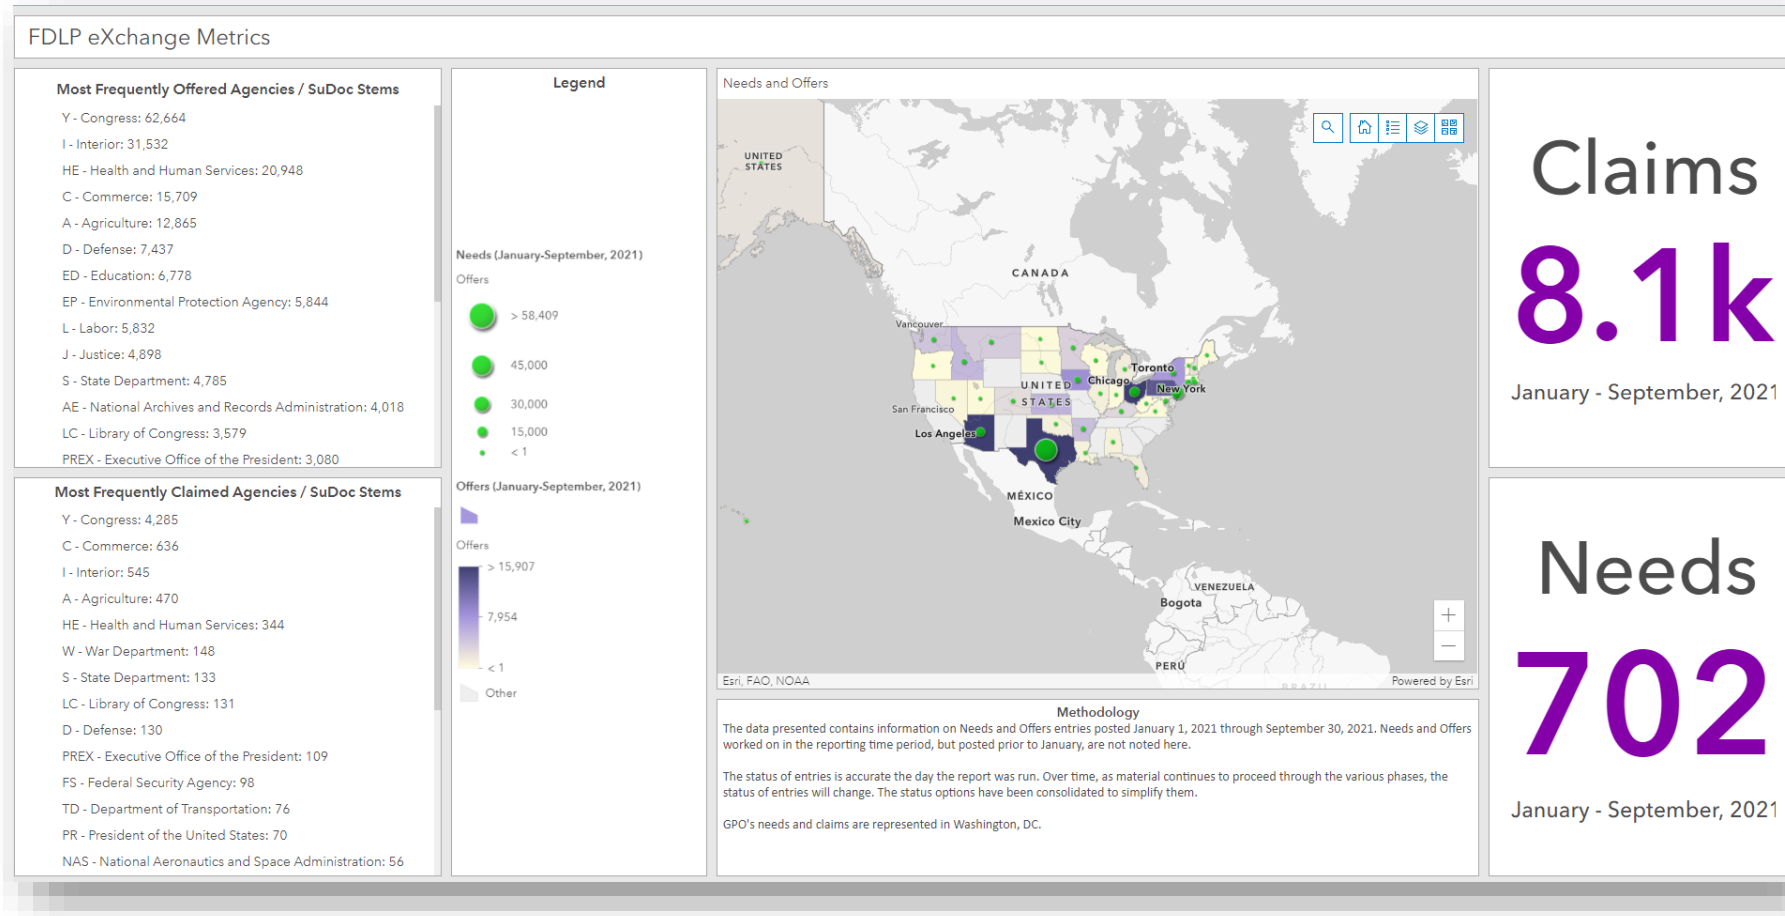 FDLP eXchange Metrics
Most Frequently Offered Agencies / SuDoc Stems
Y - Congress: 62,664
I - Interior: 31,532
HE - Health and Human Services: 20,948
C - Commerce: 15,709
A - Agriculture: 12,865
D - Defense: 7,437
ED - Education: 6,778
EP - Environmental Protection Agency: 5,844
L - Labor: 5,832
J - Justice: 4,898
S - State Department: 4,785
AE - National Archives and Records Administration: 4,018
LC - Library of Congress: 3,579
PREX - Executive Office of the President: 3,080
Most Frequently Claimed Agencies / SuDoc Stems
Y - Congress: 4,285
C - Commerce: 636
I - Interior: 545
A - Agriculture: 470
HE - Health and Human Services: 344
W - War Department: 148
S - State Department: 133
LC - Library of Congress: 131
D - Defense: 130
PREX - Executive Office of the President: 109
FS - Federal Security Agency: 98
TD - Department of Transportation: 76
PR - President of the United States: 70
NAS - National Aeronautics and Space Administration: 56
Legend
Needs (January-September, 2021)
Offers
> 58,409
45,000
30,000
15,000
< 1
Offers (January-September, 2021)
Offers
> 15,907
7,954
< 1
Other
Needs and Offers
UNITED
STATES
CANADA
Vancouver
Toronto
UNITED
Chicago
New York
STATES
San Francisco
Los Angeles
MÉXICO
Mexico City
VENEZUELA
Bogota
PERÚ
BRAZIL
Esri, FAO, NOAA
Powered by Esri
Methodology
The data presented contains information on Needs and Offers entries posted January 1, 2021 through September 30, 2021. Needs and Offers
worked on in the reporting time period, but posted prior to January, are not noted here.
The status of entries is accurate the day the report was run. Over time, as material continues to proceed through the various phases, the
status of entries will change. The status options have been consolidated to simplify them.
GPO's needs and claims are represented in Washington, DC.
Claims
8.1k
January - September, 2021
Needs
702
January - September, 2021